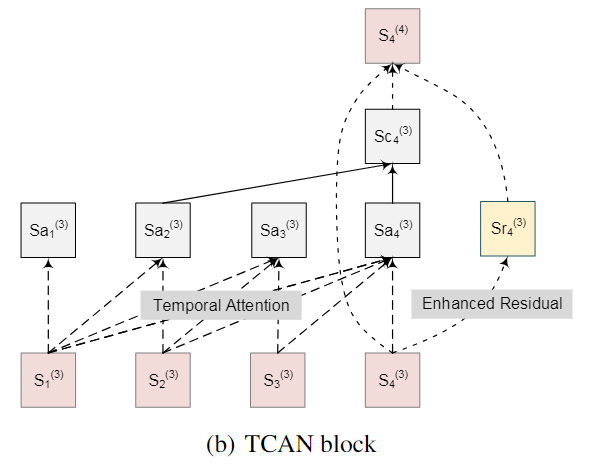 S₄⁽⁴⁾
Sc₄⁽³⁾
Sa₁⁽³⁾ Sa₂⁽³⁾ Sa₃⁽³⁾ Sa₄⁽³⁾ Sr₄⁽³⁾
Temporal Attention Enhanced Residual
S₁⁽³⁾ S₂⁽³⁾ S₃⁽³⁾ S₄⁽³⁾
(b) TCAN block